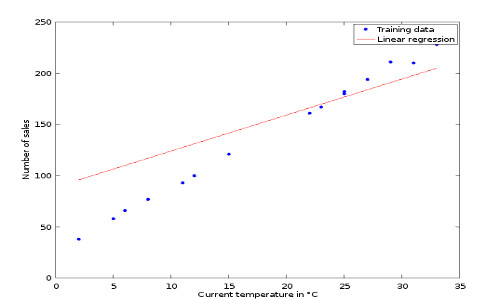 250
200
150
100
50
0
Number of sales
Training data
Linear regression
0 5 10 15 20 25 30 35
Current temperature in °C